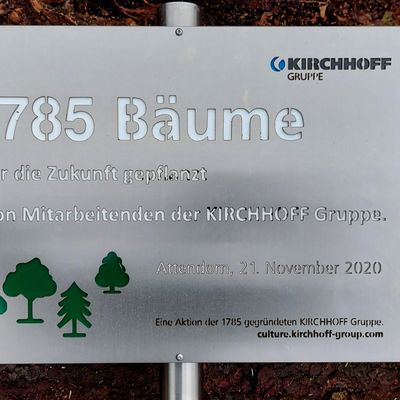 KIRCHHOFF
GRUPPE
785 Bäume
r die Zukunft gepflanzt
on Mitarbeitenden der KIRCHHOFF Gruppe.
Attendorn, 21. November 2020
Eine Aktion der 1785 gegründeten KIRCHHOFF Gruppe.
culture.kirchhoff-group.com